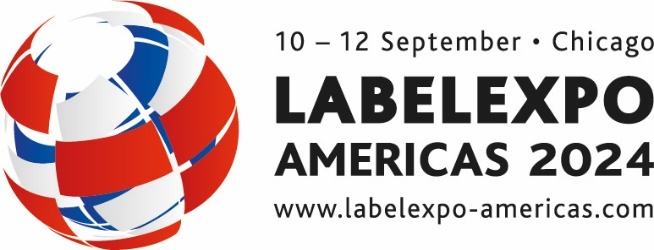 10 – 12 September • Chicago
LABELEXPO
AMERICAS 2024
www.labelexpo-americas.com